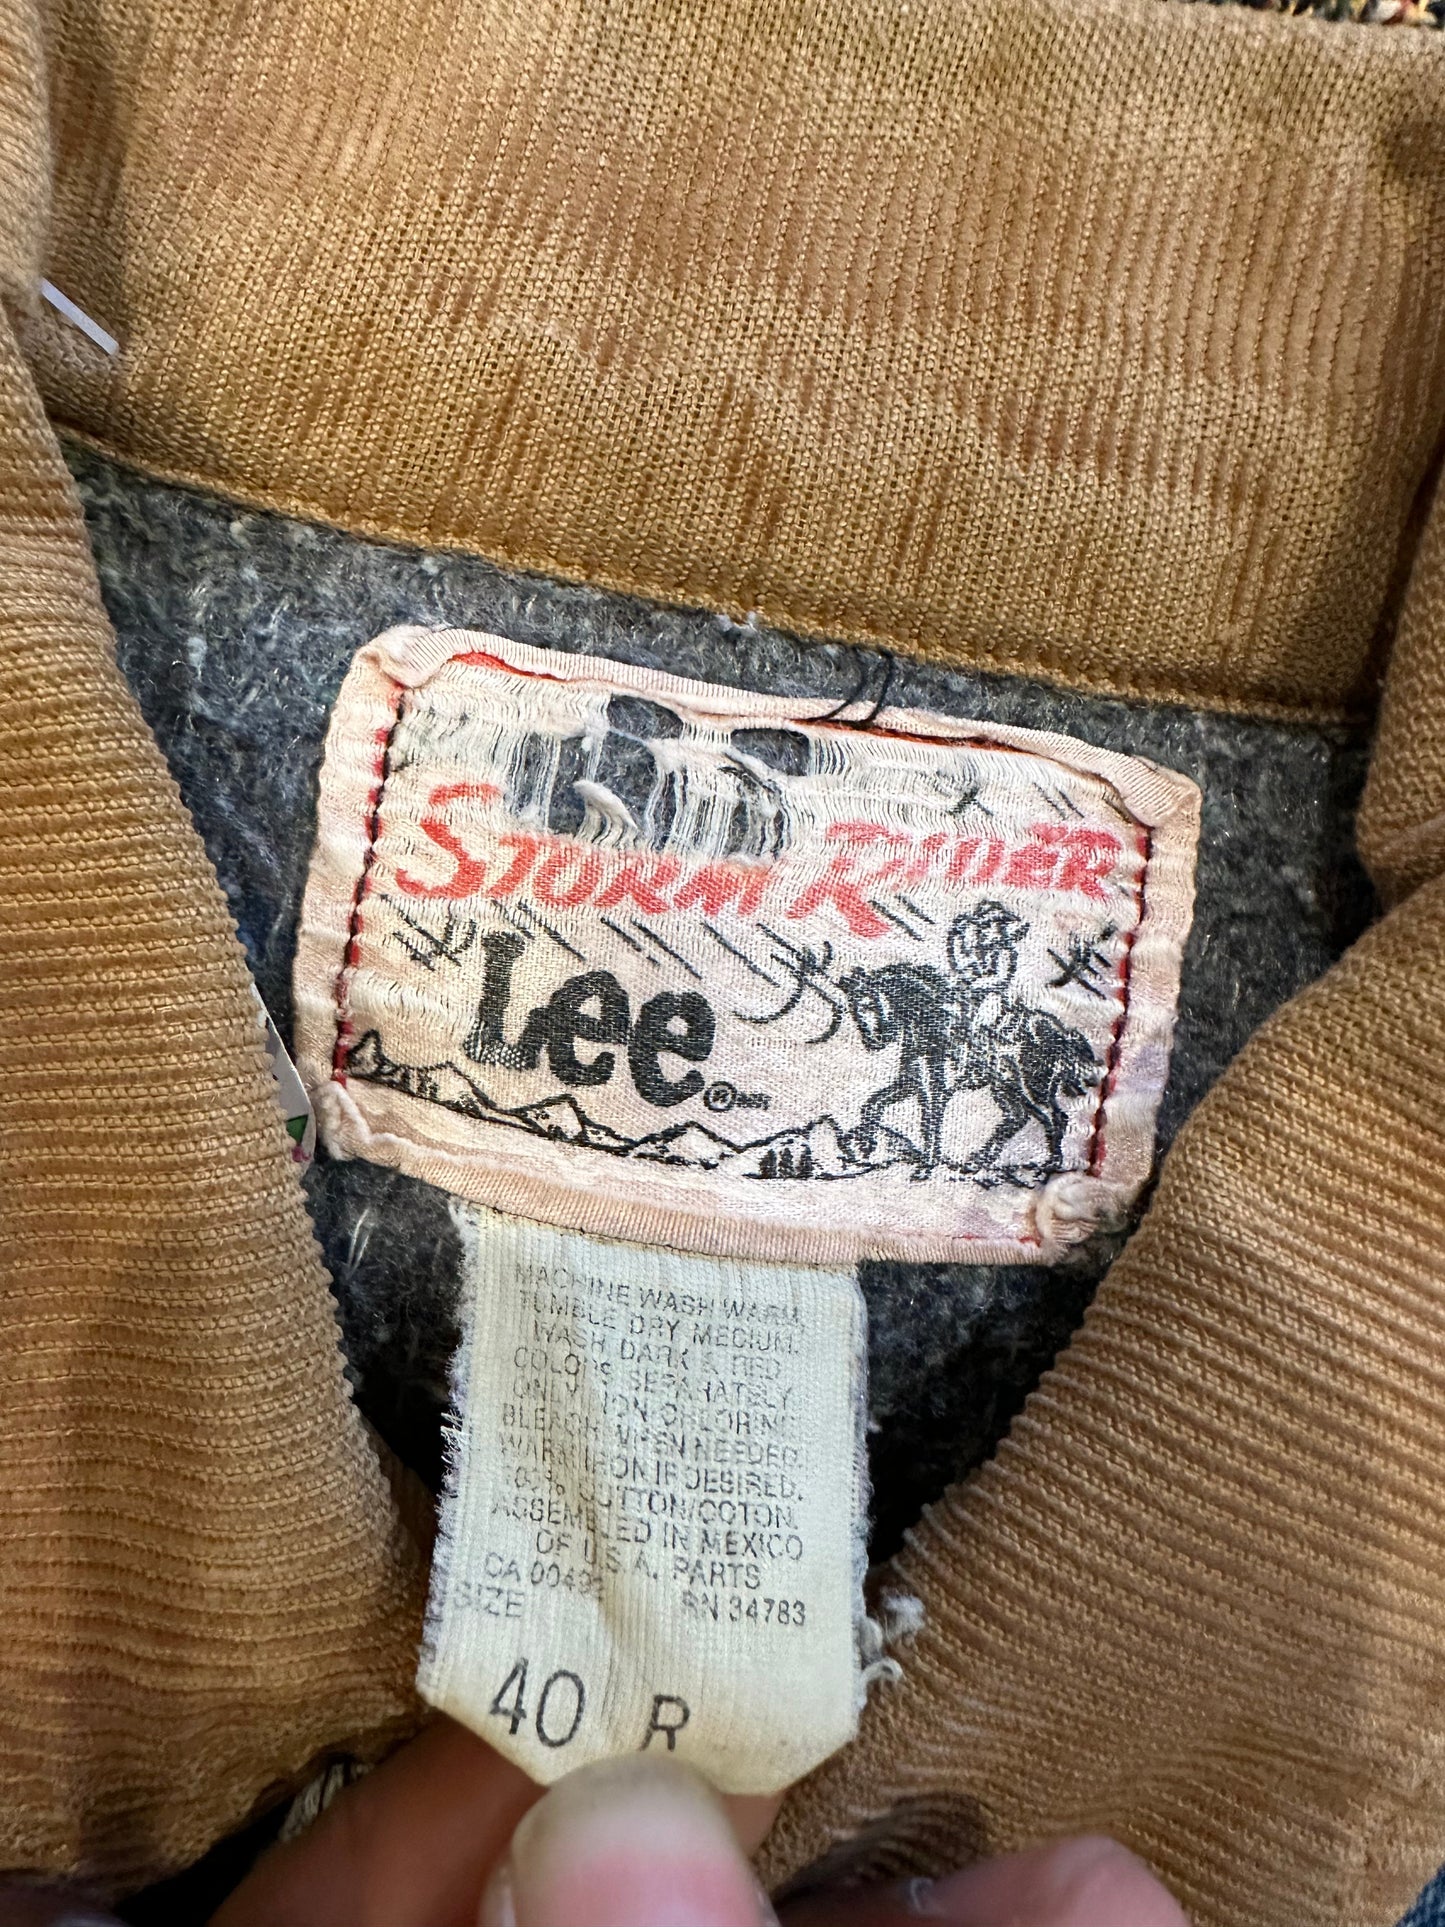 STORM RIDER
Lee®
MACHINE WASH WARM,
TUMBLE DRY MEDIUM.
WASH DARK & RED
COLORS SEPARATELY
ONLY NON-CHLORINE
BLEACH WHEN NEEDED.
WARM IRON IF DESIRED.
COTTON/COTON.
ASSEMBLED IN MEXICO
OF U.S.A. PARTS
CA RN 34783
SIZE
40 R